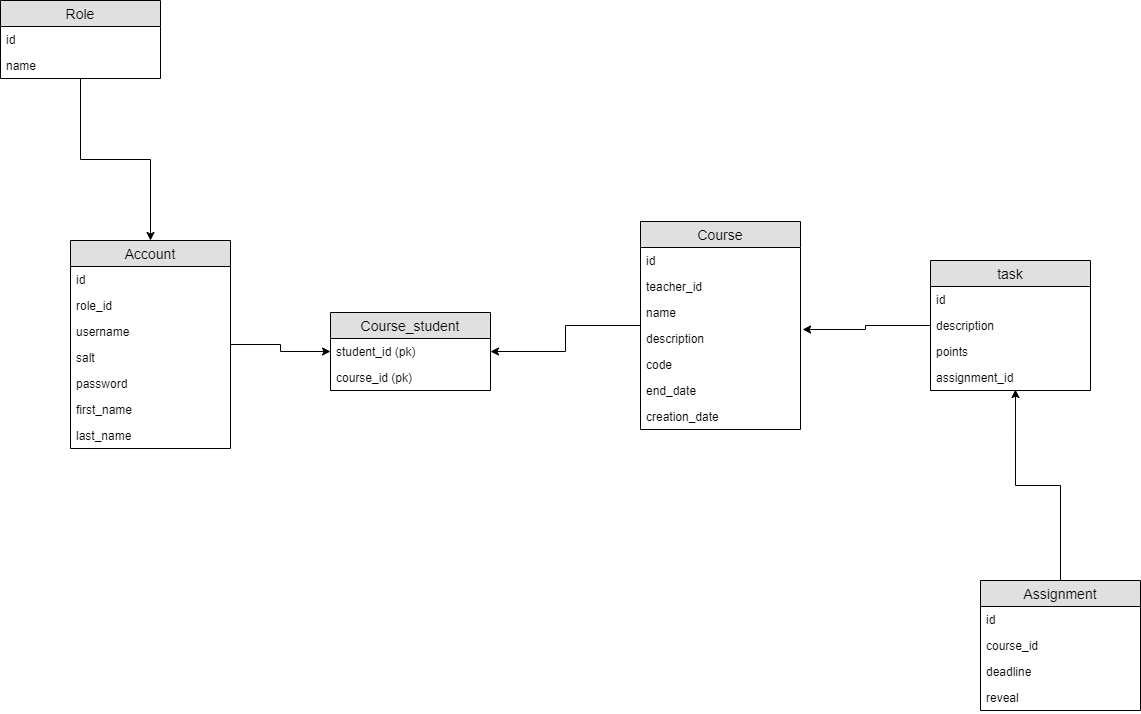 Role
id
name
Account
id
role_id
username
salt
password
first_name
last_name
Course_student
student_id (pk)
course_id (pk)
Course
id
teacher_id
name
description
code
end_date
creation_date
task
id
description
points
assignment_id
Assignment
id
course_id
deadline
reveal